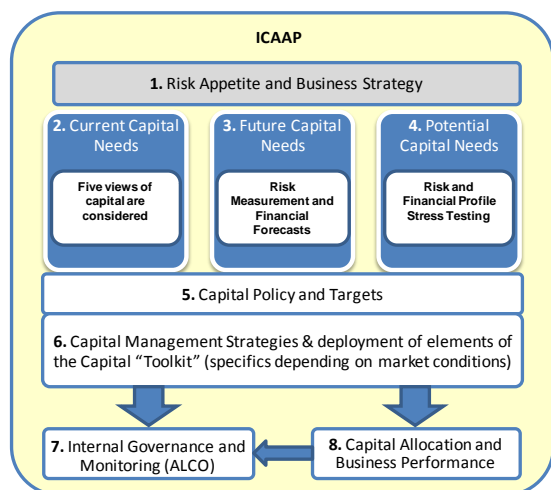 ICAAP
1. Risk Appetite and Business Strategy
2. Current Capital
Needs
Five views of
capital are
considered
3. Future Capital
Needs
Risk
Measurement and
Financial
Forecasts
4. Potential
Capital Needs
Risk and
Financial Profile
Stress Testing
5. Capital Policy and Targets
6. Capital Management Strategies & deployment of elements of
the Capital “Toolkit” (specifics depending on market conditions)
7. Internal Governance and
Monitoring (ALCO)
8. Capital Allocation and
Business Performance